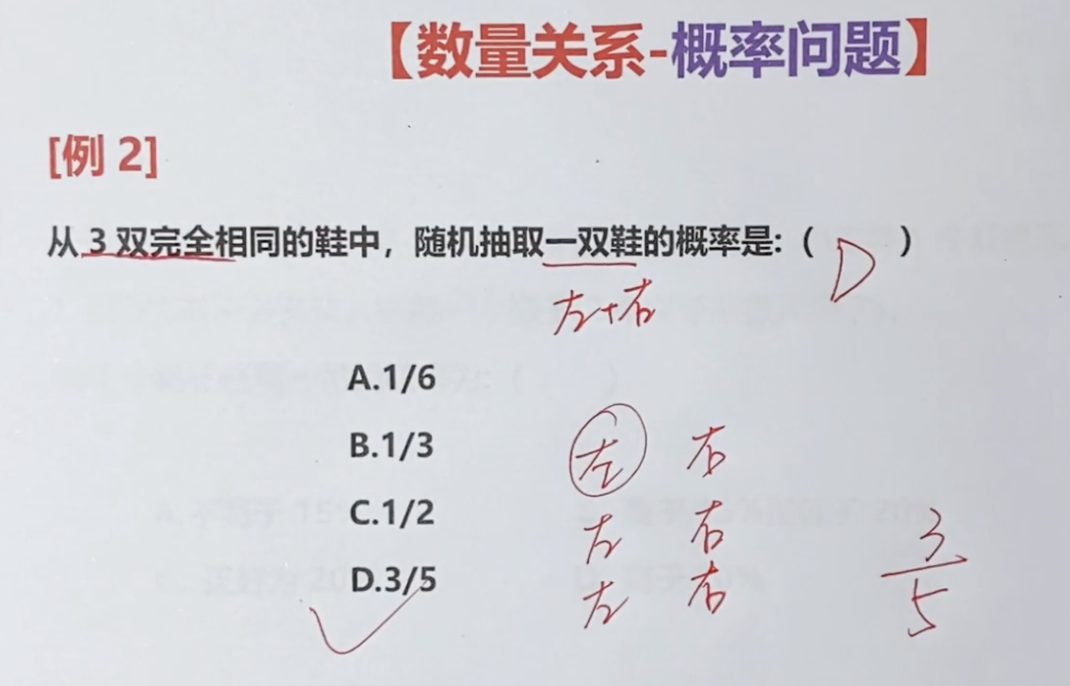 【数量关系-概率问题】
[例 2]
从 3 双完全相同的鞋中，随机抽取一双鞋的概率是:（ D ）
左+右
A.1/6
B.1/3
C.1/2
D.3/5
左 右
左 右
左 右
3/5